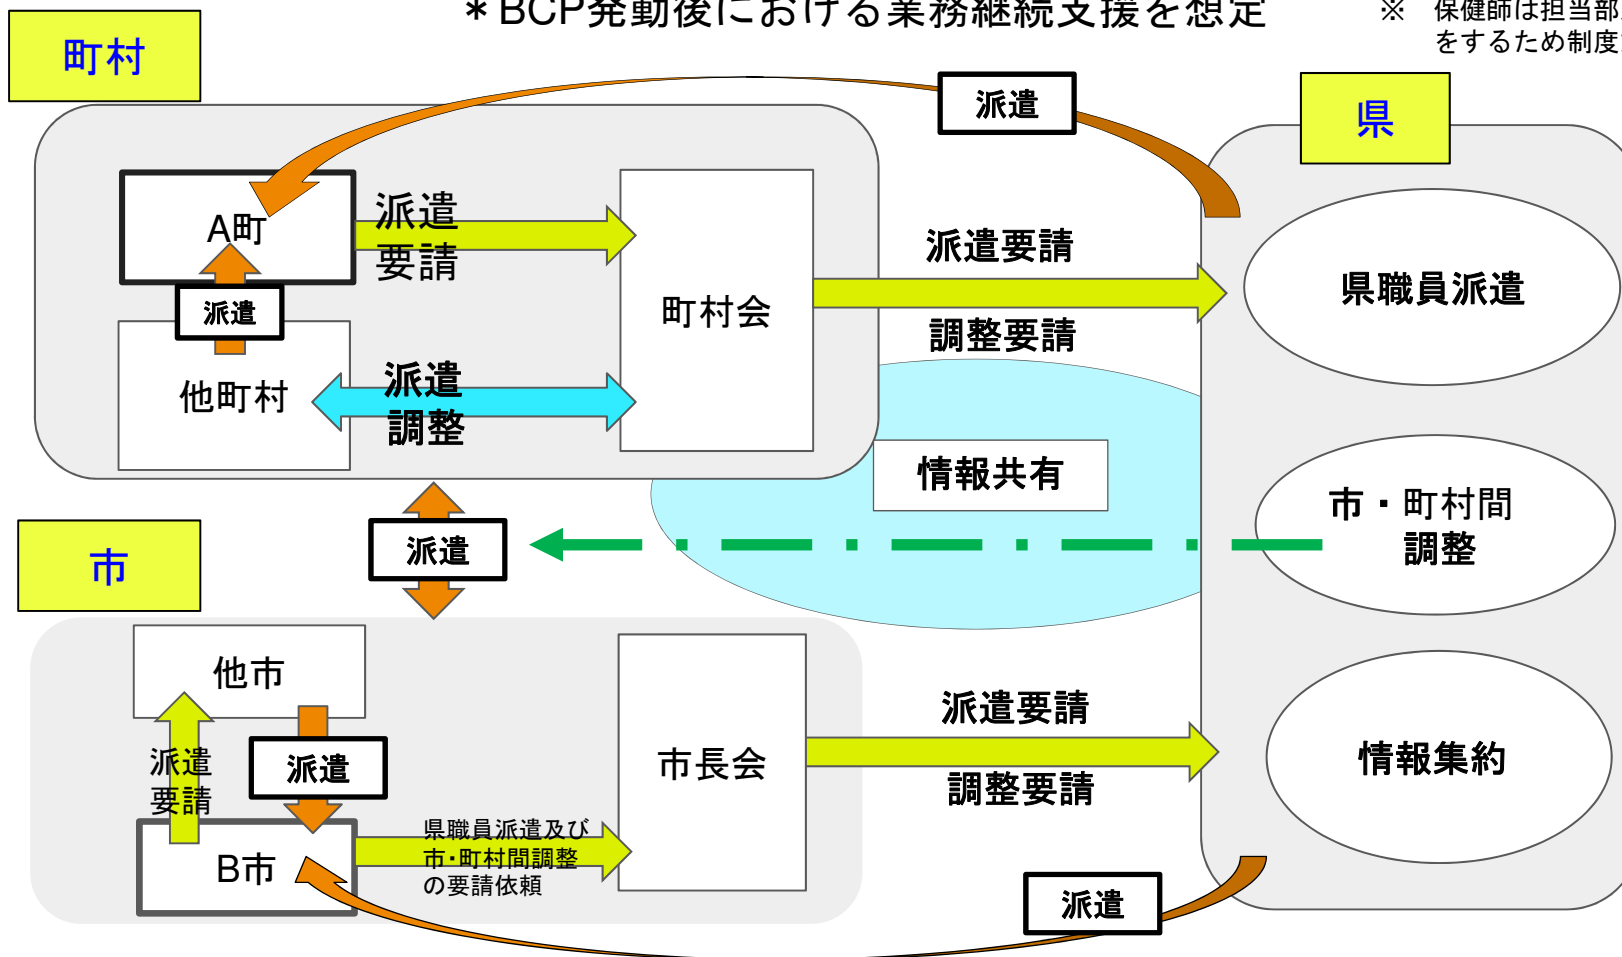 ＊BCP発動後における業務継続支援を想定
※　保健師は担当部
をするため制度
町村
県
派遣
A町
派遣
要請
派遣
他町村
派遣
調整
町村会
派遣要請
調整要請
県職員派遣
情報共有
市・町村間
調整
派遣
市
他市
派遣
要請
派遣
B市
県職員派遣及び
市・町村間調整
の要請依頼
市長会
派遣要請
調整要請
情報集約
派遣